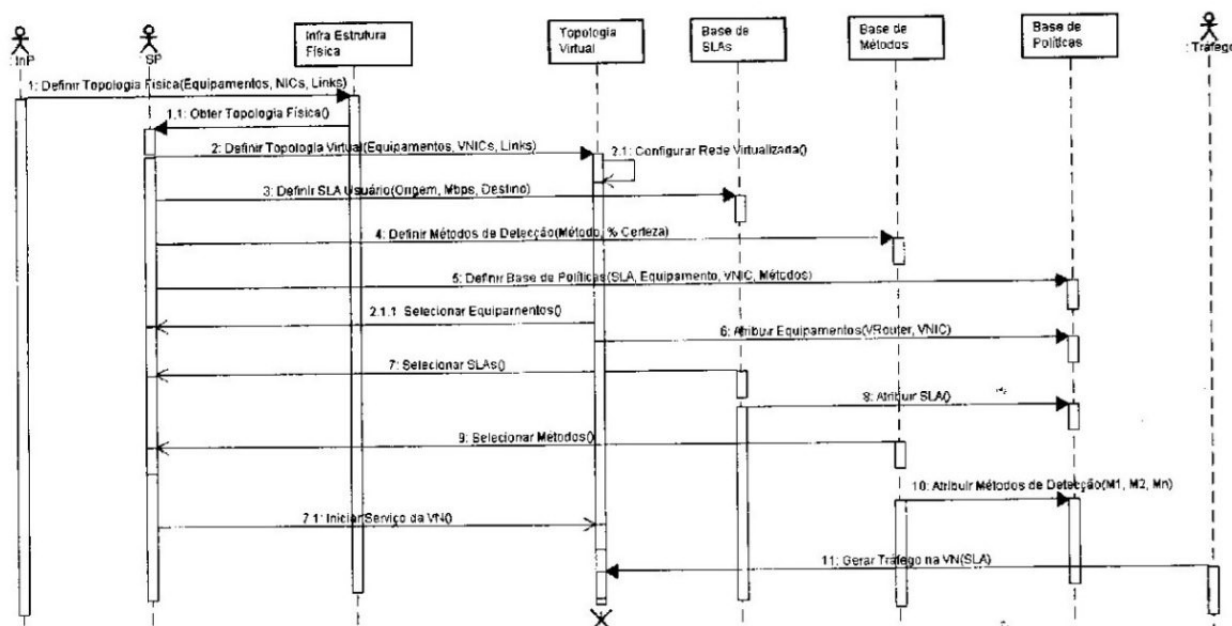 : InP
: SP
Infra Estrutura
Física
Topologia
Virtual
Base de
SLAs
Base de
Métodos
Base de
Políticas
: Tráfego
1: Definir Topologia Física(Equipamentos, NICs, Links)
1.1: Obter Topologia Física()
2: Definir Topologia Virtual(Equipamentos, VNICs, Links)
2.1: Configurar Rede Virtualizada()
3: Definir SLA Usuário(Origem, Mbps, Destino)
4: Definir Métodos de Detecção(Método, % Certeza)
5: Definir Base de Políticas(SLA, Equipamento, VNIC, Métodos)
2.1.1 Selecionar Equipamentos()
6: Atribuir Equipamentos(VRouter, VNIC)
7: Selecionar SLAs()
8: Atribuir SLA()
9: Selecionar Métodos()
10: Atribuir Métodos de Detecção(M1, M2, Mn)
7.1: Iniciar Serviço da VN()
11: Gerar Tráfego na VN(SLA)